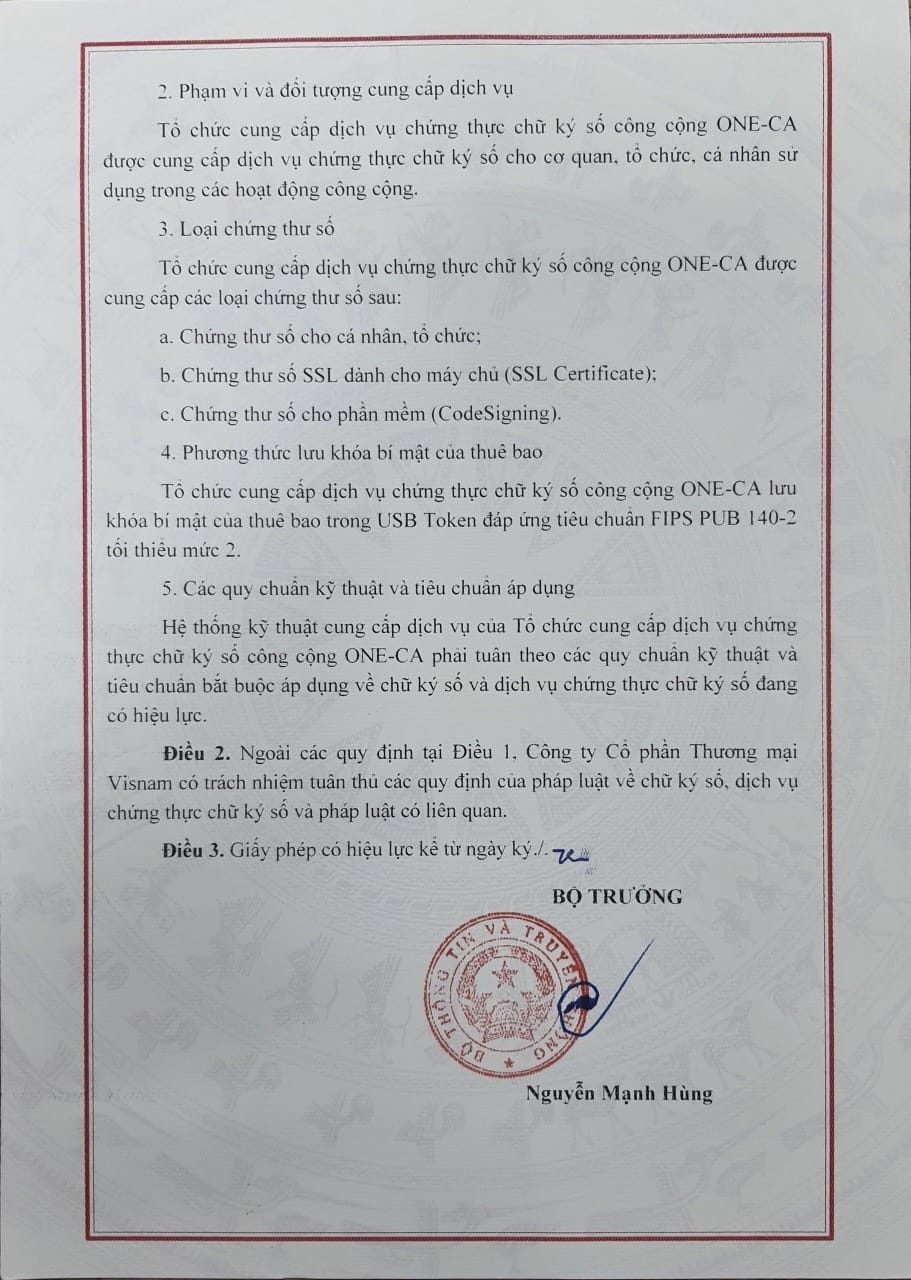 2. Phạm vi và đối tượng cung cấp dịch vụ
Tổ chức cung cấp dịch vụ chứng thực chữ ký số công cộng ONE-CA
được cung cấp dịch vụ chứng thực chữ ký số cho cơ quan, tổ chức, cá nhân sử
dụng trong các hoạt động công cộng.
3. Loại chứng thư số
Tổ chức cung cấp dịch vụ chứng thực chữ ký số công cộng ONE-CA được
cung cấp các loại chứng thư số sau:
a. Chứng thư số cho cá nhân, tổ chức;
b. Chứng thư số SSL dành cho máy chủ (SSL Certificate);
c. Chứng thư số cho phần mềm (CodeSigning).
4. Phương thức lưu khóa bí mật của thuê bao
Tổ chức cung cấp dịch vụ chứng thực chữ ký số công cộng ONE-CA lưu
khóa bí mật của thuê bao trong USB Token đáp ứng tiêu chuẩn FIPS PUB 140-2
tối thiểu mức 2.
5. Các quy chuẩn kỹ thuật và tiêu chuẩn áp dụng
Hệ thống kỹ thuật cung cấp dịch vụ của Tổ chức cung cấp dịch vụ chứng
thực chữ ký số công cộng ONE-CA phải tuân theo các quy chuẩn kỹ thuật và
tiêu chuẩn bắt buộc áp dụng về chữ ký số và dịch vụ chứng thực chữ ký số đang
có hiệu lực.
Điều 2. Ngoài các quy định tại Điều 1, Công ty Cổ phần Thương mại
Visnam có trách nhiệm tuân thủ các quy định của pháp luật về chữ ký số, dịch vụ
chứng thực chữ ký số và pháp luật có liên quan.
Điều 3. Giấy phép có hiệu lực kể từ ngày ký./.
BỘ TRƯỞNG
BỘ THÔNG TIN VÀ TRUYỀN
Nguyễn Mạnh Hùng